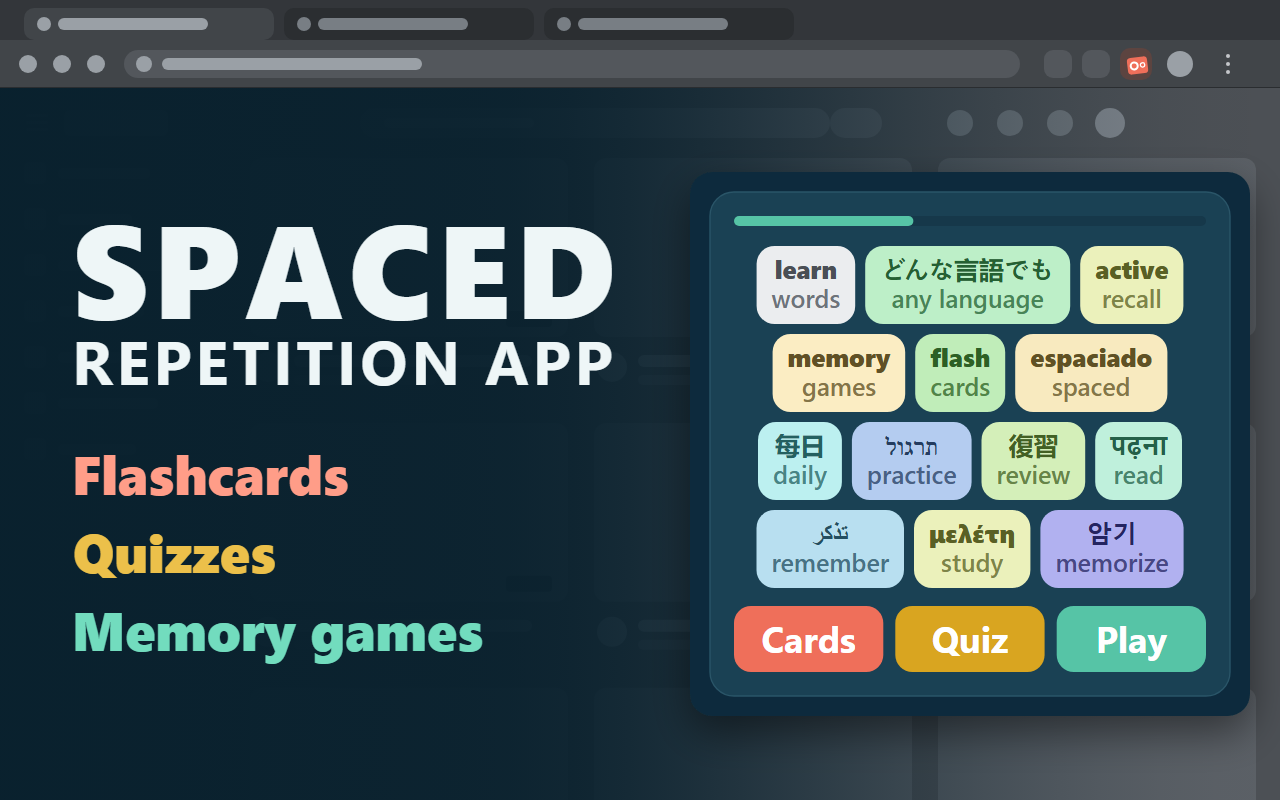 SPACED
REPETITION APP
Flashcards
Quizzes
Memory games
learn
words
どんな言語でも
any language
active
recall
memory
games
flash
cards
espaciado
spaced
毎日
daily
תרגול
practice
復習
review
पढ़ना
read
تذكر
remember
μελέτη
study
암기
memorize
Cards
Quiz
Play